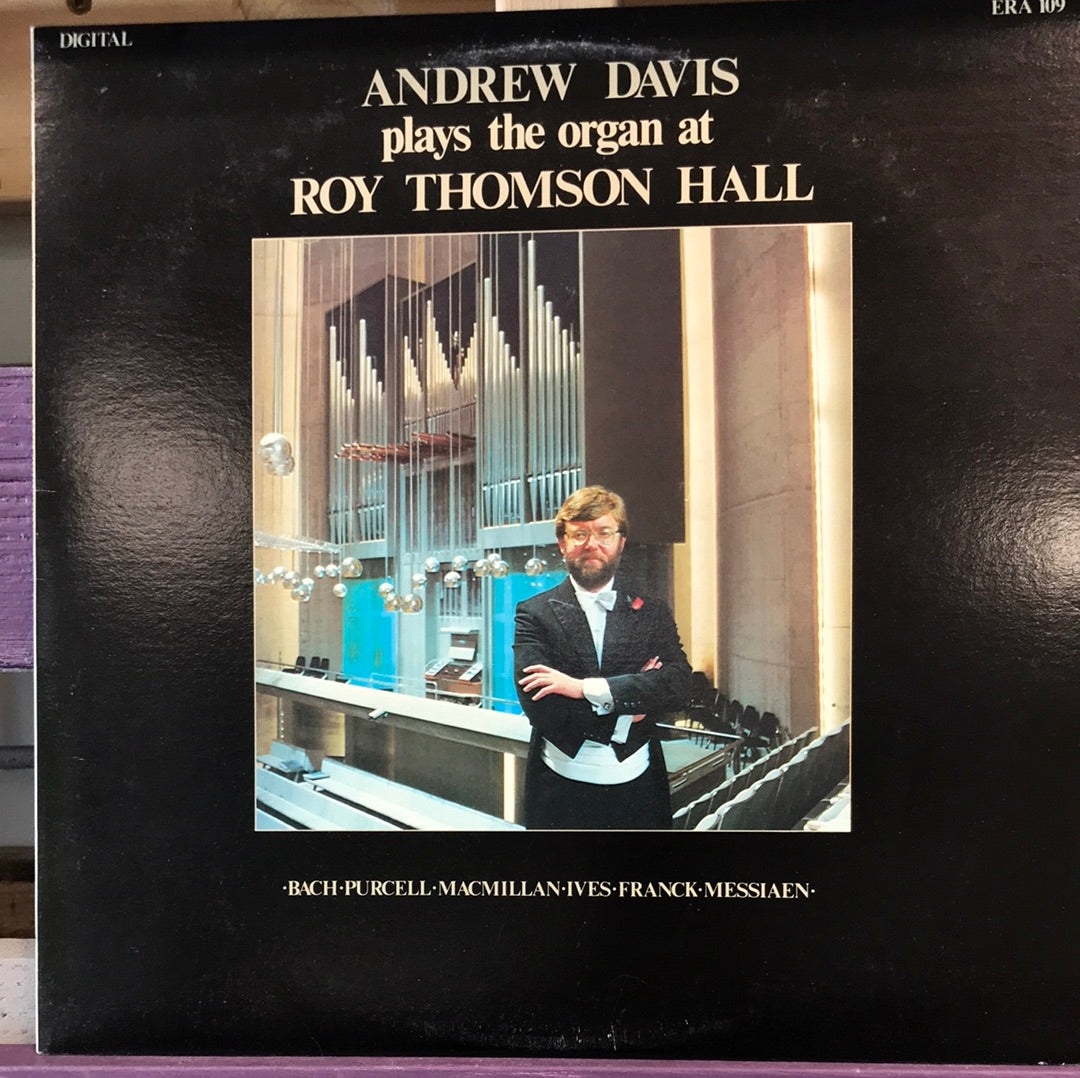 DIGITAL
ERA 109
ANDREW DAVIS
plays the organ at
ROY THOMSON HALL
·BACH·PURCELL·MACMILLAN·IVES·FRANCK·MESSIAEN·